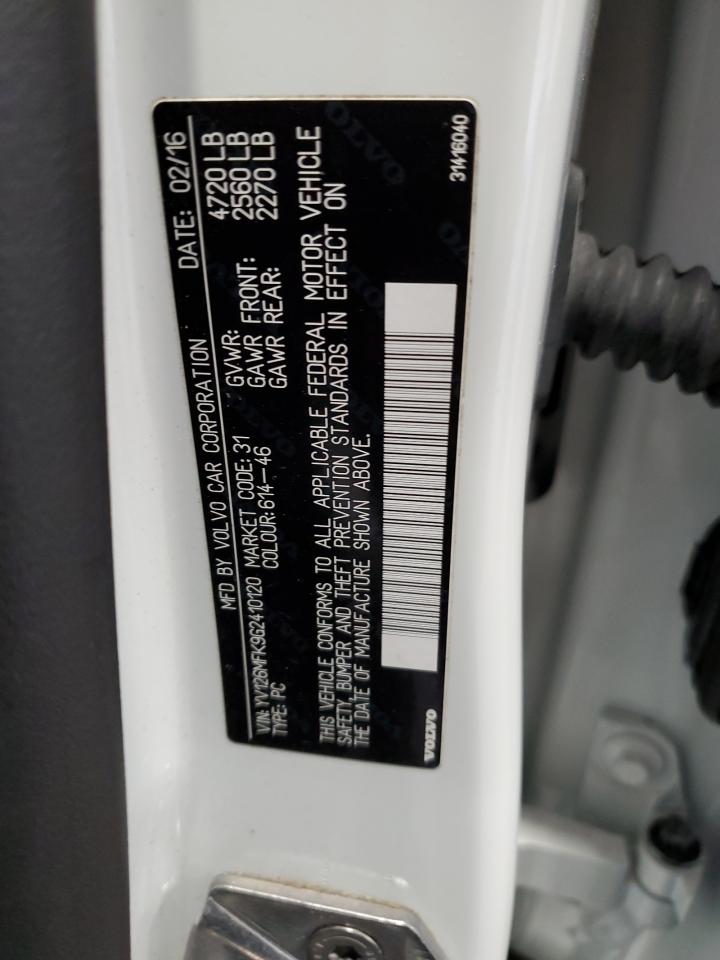 MFD BY VOLVO CAR CORPORATION DATE: 02/16
VIN: YV126MFK9G2410120 MARKET CODE: 31 GVWR: 4720 LB
TYPE: PC COLOUR: 614-46 GAWR FRONT: 2560 LB
GAWR REAR: 2270 LB
THIS VEHICLE CONFORMS TO ALL APPLICABLE FEDERAL MOTOR VEHICLE
SAFETY, BUMPER AND THEFT PREVENTION STANDARDS IN EFFECT ON
THE DATE OF MANUFACTURE SHOWN ABOVE.
VOLVO 31416040